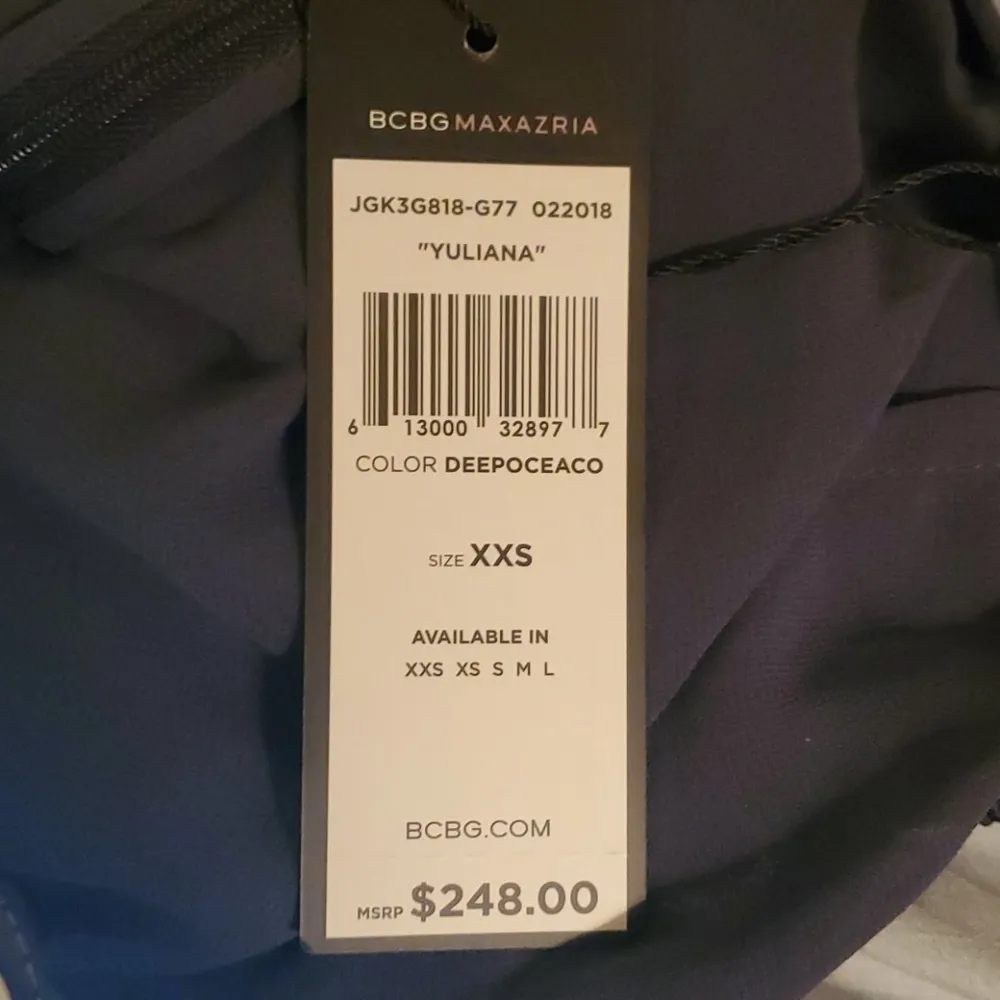 BCBGMAXAZRIA
JGK3G818-G77 022018
"YULIANA"
6 13000 32897 7
COLOR DEEPOCEACO
SIZE XXS
AVAILABLE IN
XXS XS S M L
BCBG.COM
MSRP $248.00